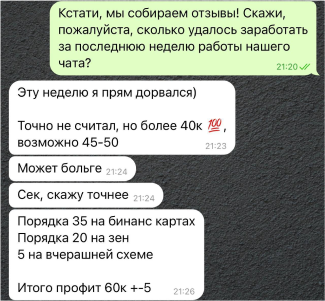 Кстати, мы собираем отзывы! Скажи,
пожалуйста, сколько удалось заработать
за последнюю неделю работы нашего
чата?
21:20
Эту неделю я прям дорвался)
Точно не считал, но более 40к 💯,
возможно 45-50
21:23
Может больге 21:24
Сек, скажу точнее 21:24
Порядка 35 на бинанс картах
Порядка 20 на зен
5 на вчерашней схеме
Итого профит 60к +-5
21:26